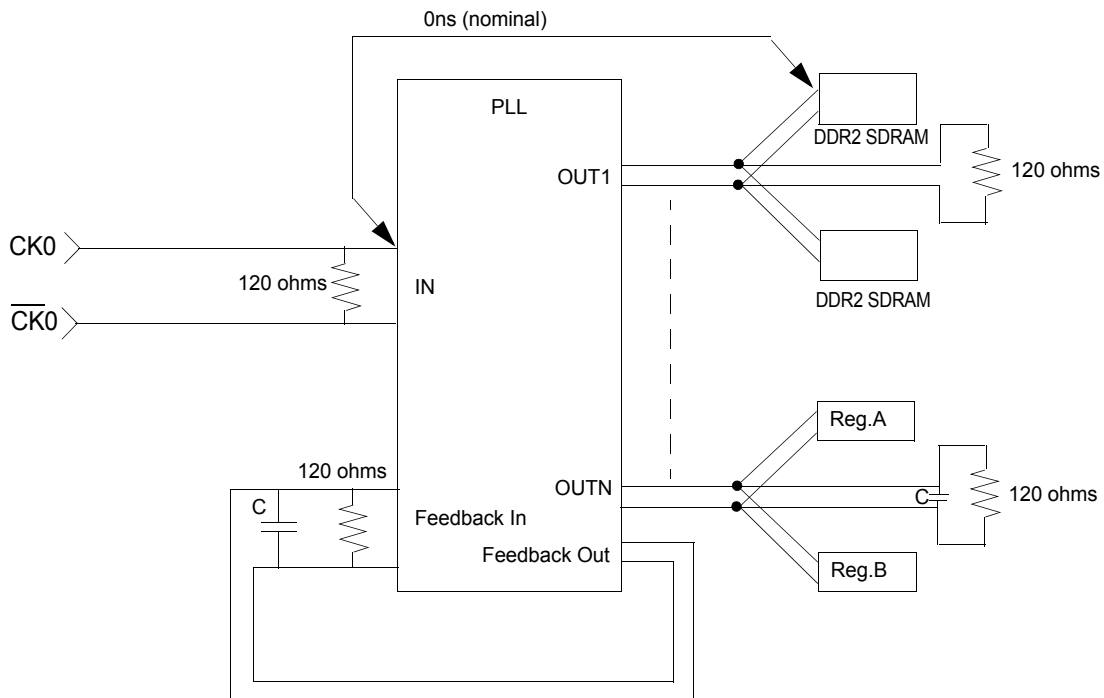 0ns (nominal)
PLL
DDR2 SDRAM
OUT1
120 ohms
CK0
120 ohms
IN
C̅K̅0
DDR2 SDRAM
Reg.A
120 ohms
OUTN
C
120 ohms
C
Feedback In
Feedback Out
Reg.B